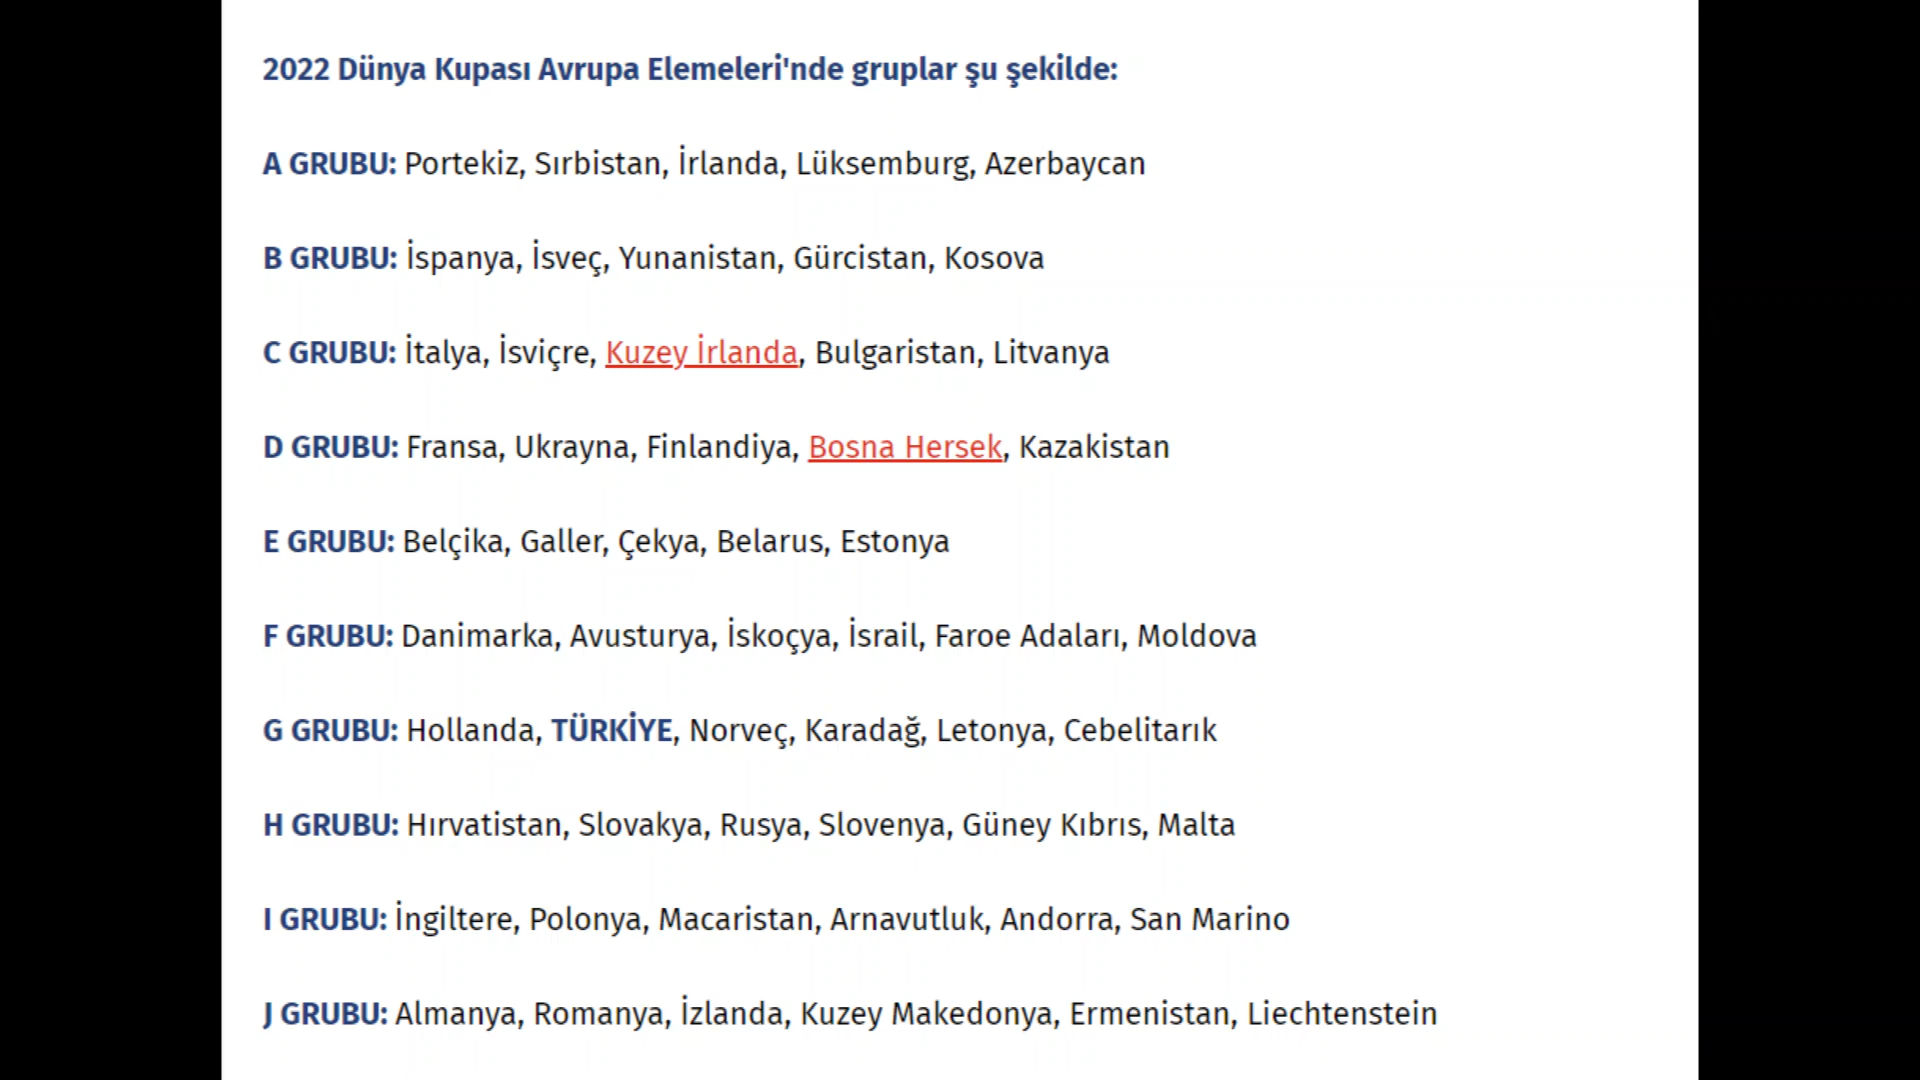 2022 Dünya Kupası Avrupa Elemeleri'nde gruplar şu şekilde:
A GRUBU: Portekiz, Sırbistan, İrlanda, Lüksemburg, Azerbaycan
B GRUBU: İspanya, İsveç, Yunanistan, Gürcistan, Kosova
C GRUBU: İtalya, İsviçre, Kuzey İrlanda, Bulgaristan, Litvanya
D GRUBU: Fransa, Ukrayna, Finlandiya, Bosna Hersek, Kazakistan
E GRUBU: Belçika, Galler, Çekya, Belarus, Estonya
F GRUBU: Danimarka, Avusturya, İskoçya, İsrail, Faroe Adaları, Moldova
G GRUBU: Hollanda, TÜRKİYE, Norveç, Karadağ, Letonya, Cebelitarık
H GRUBU: Hırvatistan, Slovakya, Rusya, Slovenya, Güney Kıbrıs, Malta
I GRUBU: İngiltere, Polonya, Macaristan, Arnavutluk, Andorra, San Marino
J GRUBU: Almanya, Romanya, İzlanda, Kuzey Makedonya, Ermenistan, Liechtenstein